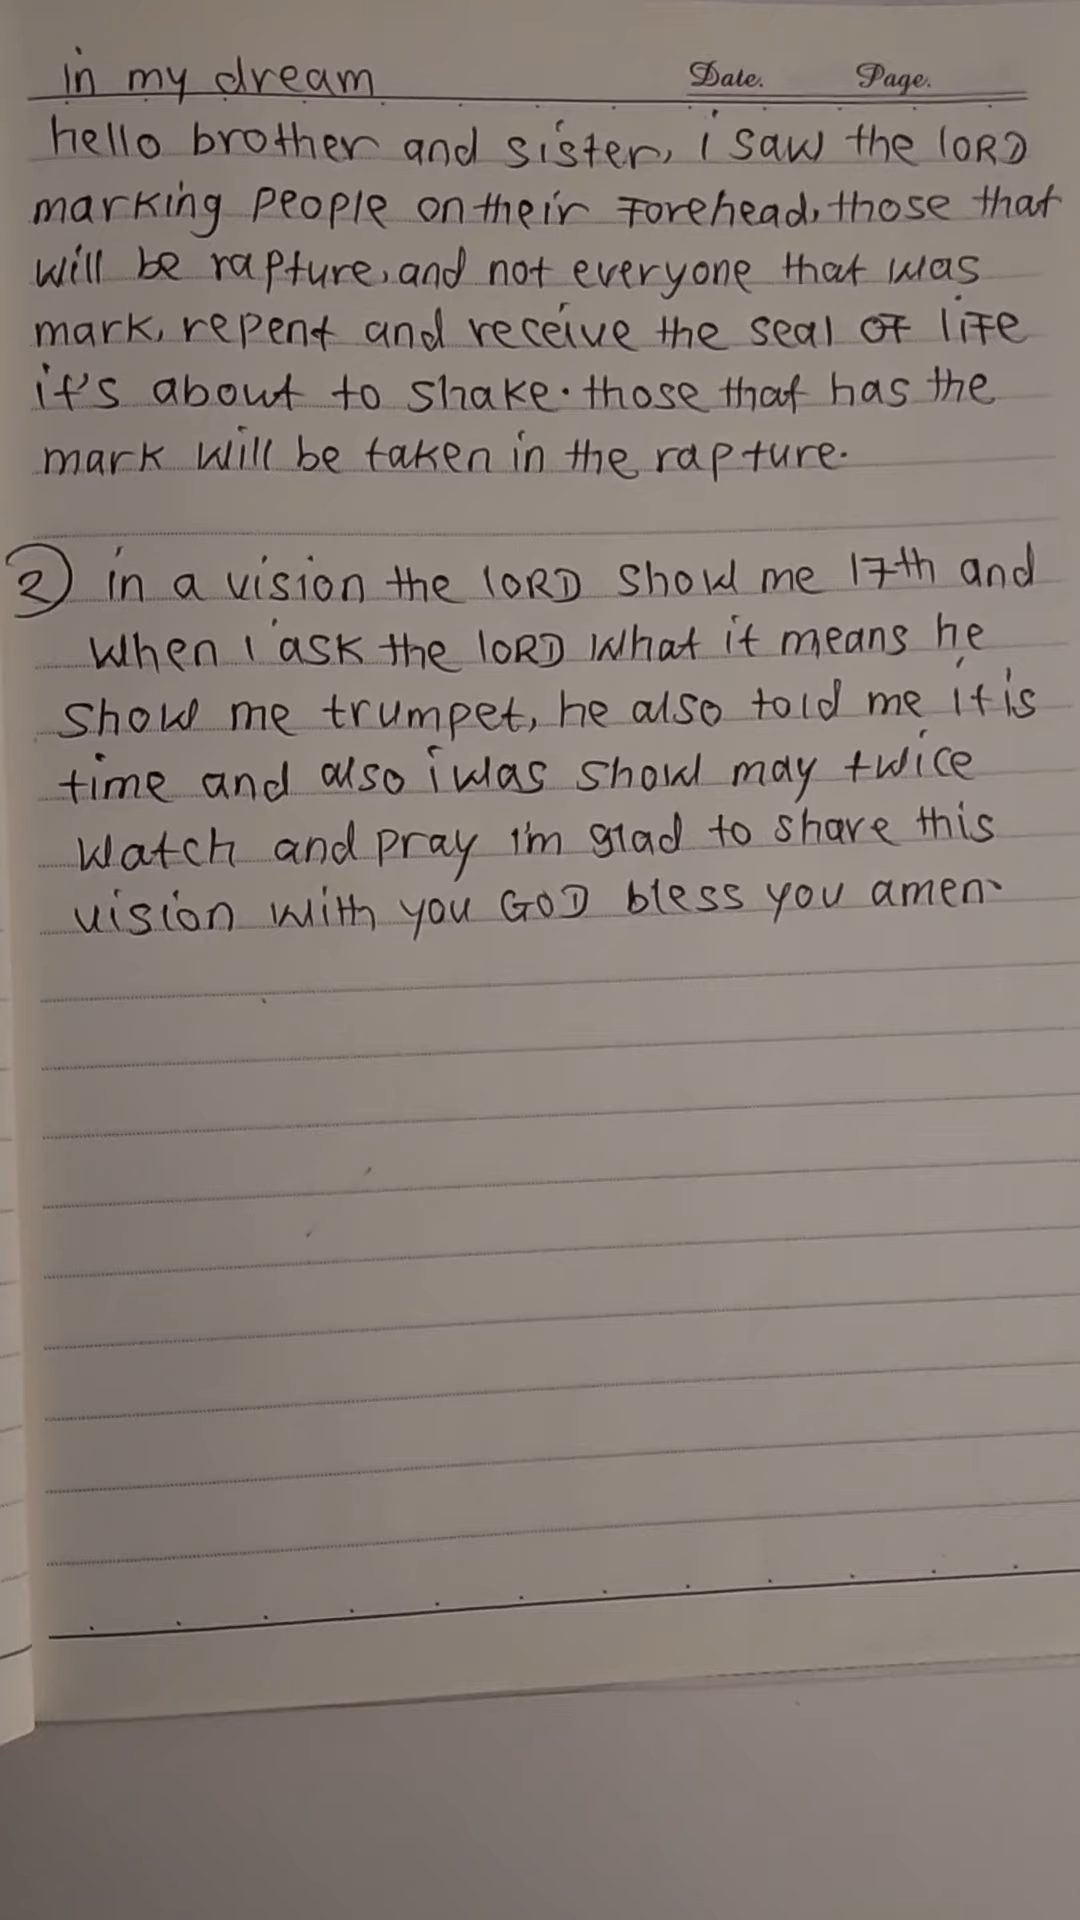 in my dream
Date. Page.
hello brother and sister, i saw the lORD
marking people on their Forehead, those that
will be rapture, and not everyone that was
mark, repent and receive the seal of life
it's about to shake. those that has the
mark will be taken in the rapture.
2) in a vision the lORD show me 17th and
when i ask the lORD what it means he
show me trumpet, he also told me it is
time and also i was show may twice
watch and pray i'm glad to share this
vision with you GOD bless you amen.